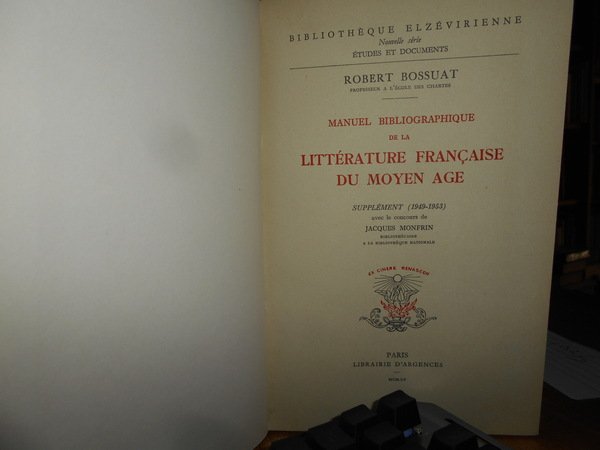 BIBLIOTHÈQUE ELZÉVIRIENNE
Nouvelle série
ÉTUDES ET DOCUMENTS
ROBERT BOSSUAT
PROFESSEUR A L'ÉCOLE DES CHARTES
MANUEL BIBLIOGRAPHIQUE
DE LA
LITTÉRATURE FRANÇAISE
DU MOYEN AGE
SUPPLÉMENT (1949-1953)
avec le concours de
JACQUES MONFRIN
BIBLIOTHÉCAIRE
A LA BIBLIOTHÈQUE NATIONALE
EX CINERE RENASCOR
PARIS
LIBRAIRIE D'ARGENCES